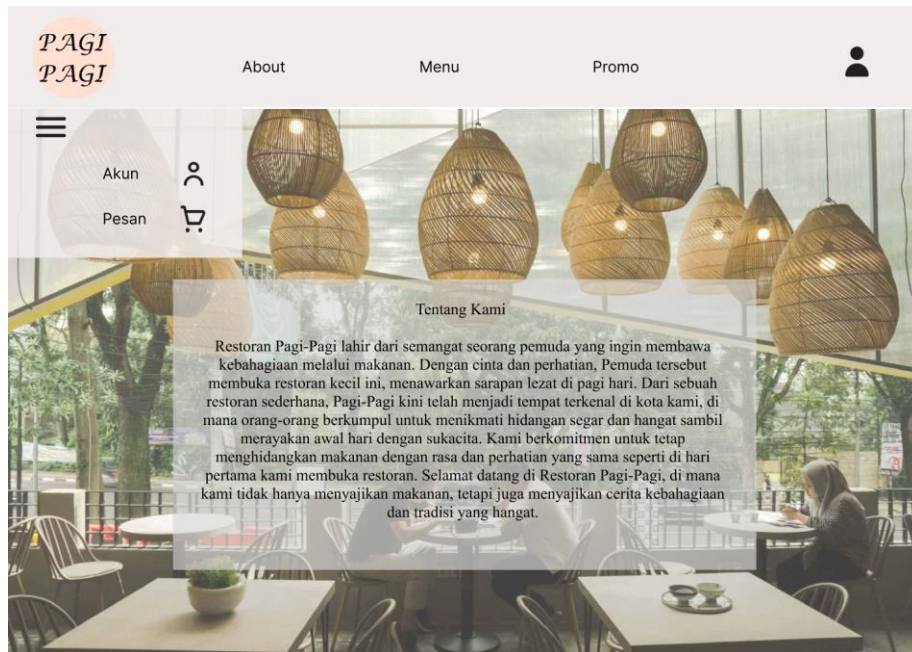 PAGI
PAGI
About
Menu
Promo
Akun
Pesan
Tentang Kami
Restoran Pagi-Pagi lahir dari semangat seorang pemuda yang ingin membawa
kebahagiaan melalui makanan. Dengan cinta dan perhatian, Pemuda tersebut
membuka restoran kecil ini, menawarkan sarapan lezat di pagi hari. Dari sebuah
restoran sederhana, Pagi-Pagi kini telah menjadi tempat terkenal di kota kami, di
mana orang-orang berkumpul untuk menikmati hidangan segar dan hangat sambil
merayakan awal hari dengan sukacita. Kami berkomitmen untuk tetap
menghidangkan makanan dengan rasa dan perhatian yang sama seperti di hari
pertama kami membuka restoran. Selamat datang di Restoran Pagi-Pagi, di mana
kami tidak hanya menyajikan makanan, tetapi juga menyajikan cerita kebahagiaan
dan tradisi yang hangat.